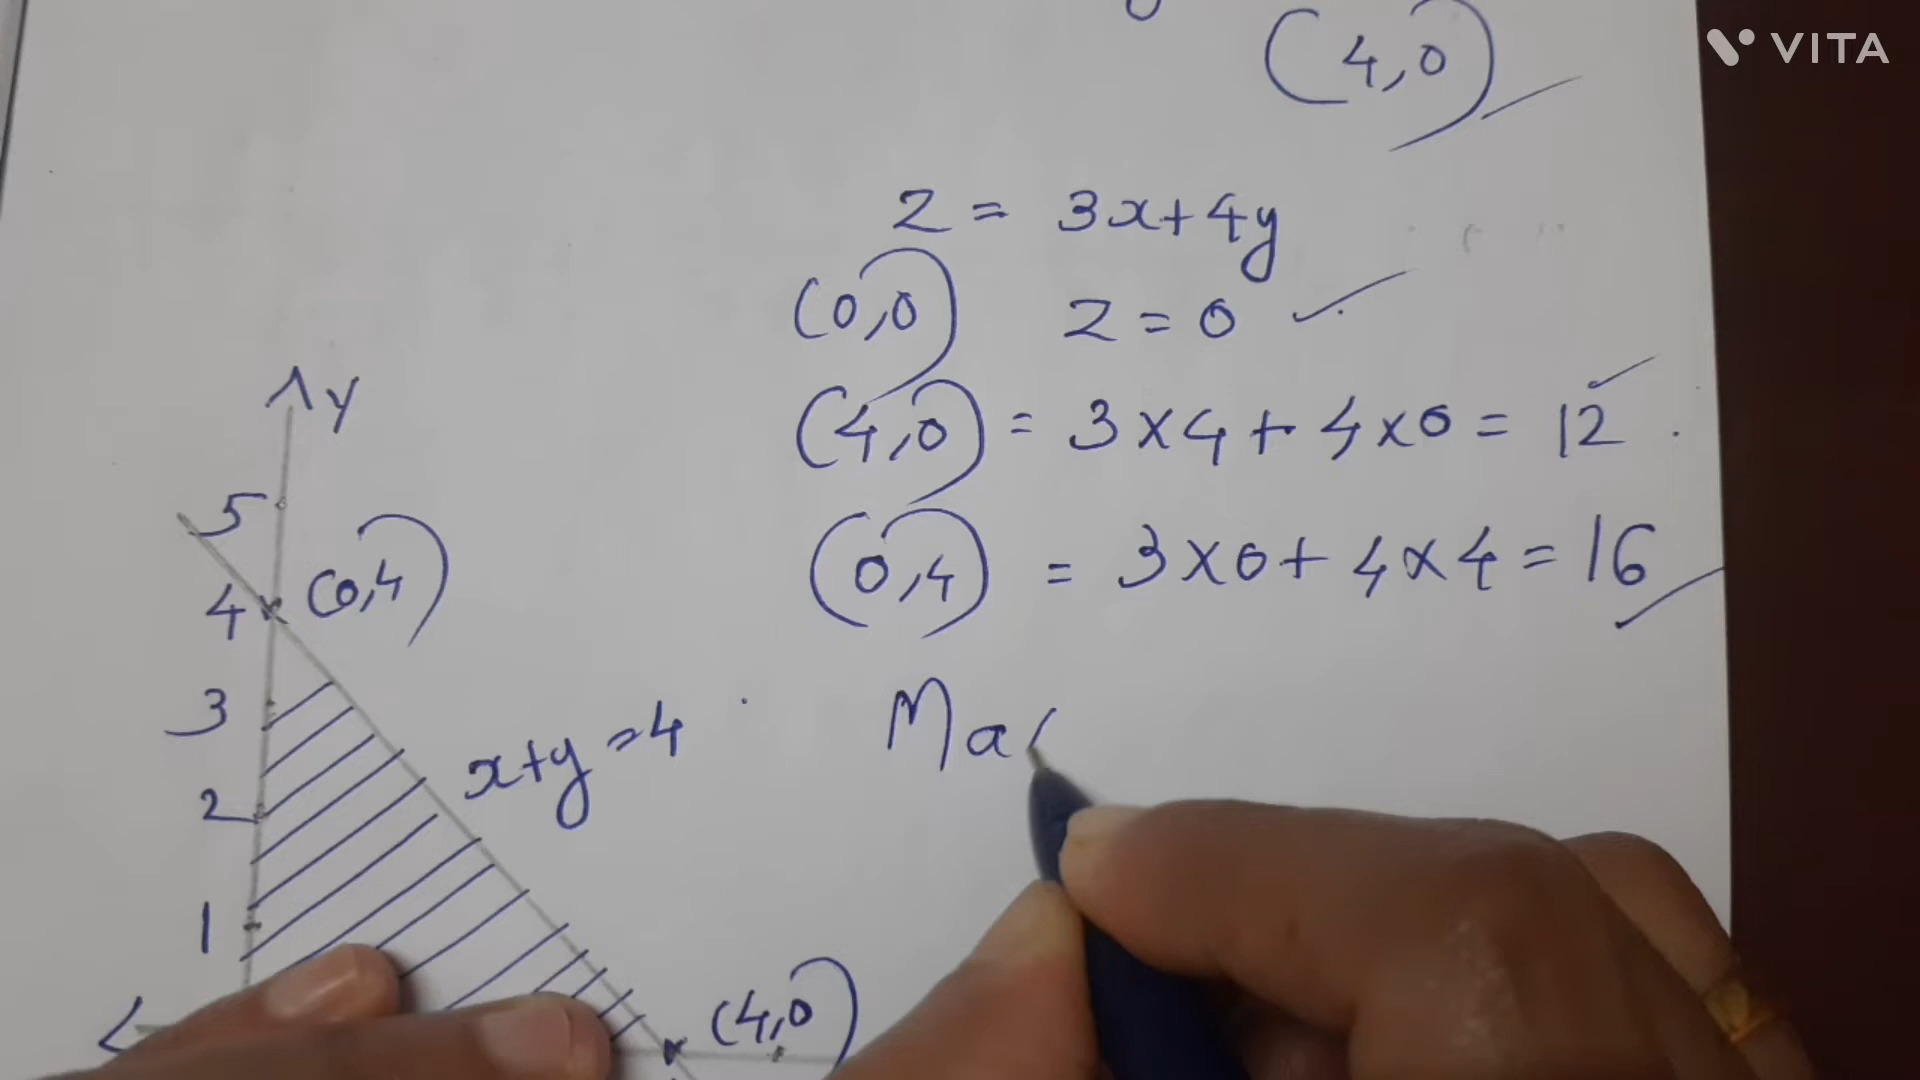 VITA
(4,0)
Z = 3x+4y
(0,0) Z = 0
(4,0) = 3×4 + 4×0 = 12
(0,4) = 3×0 + 4×4 = 16
y
5
4 (0,4)
3
x+y=4
2
1
(4,0)